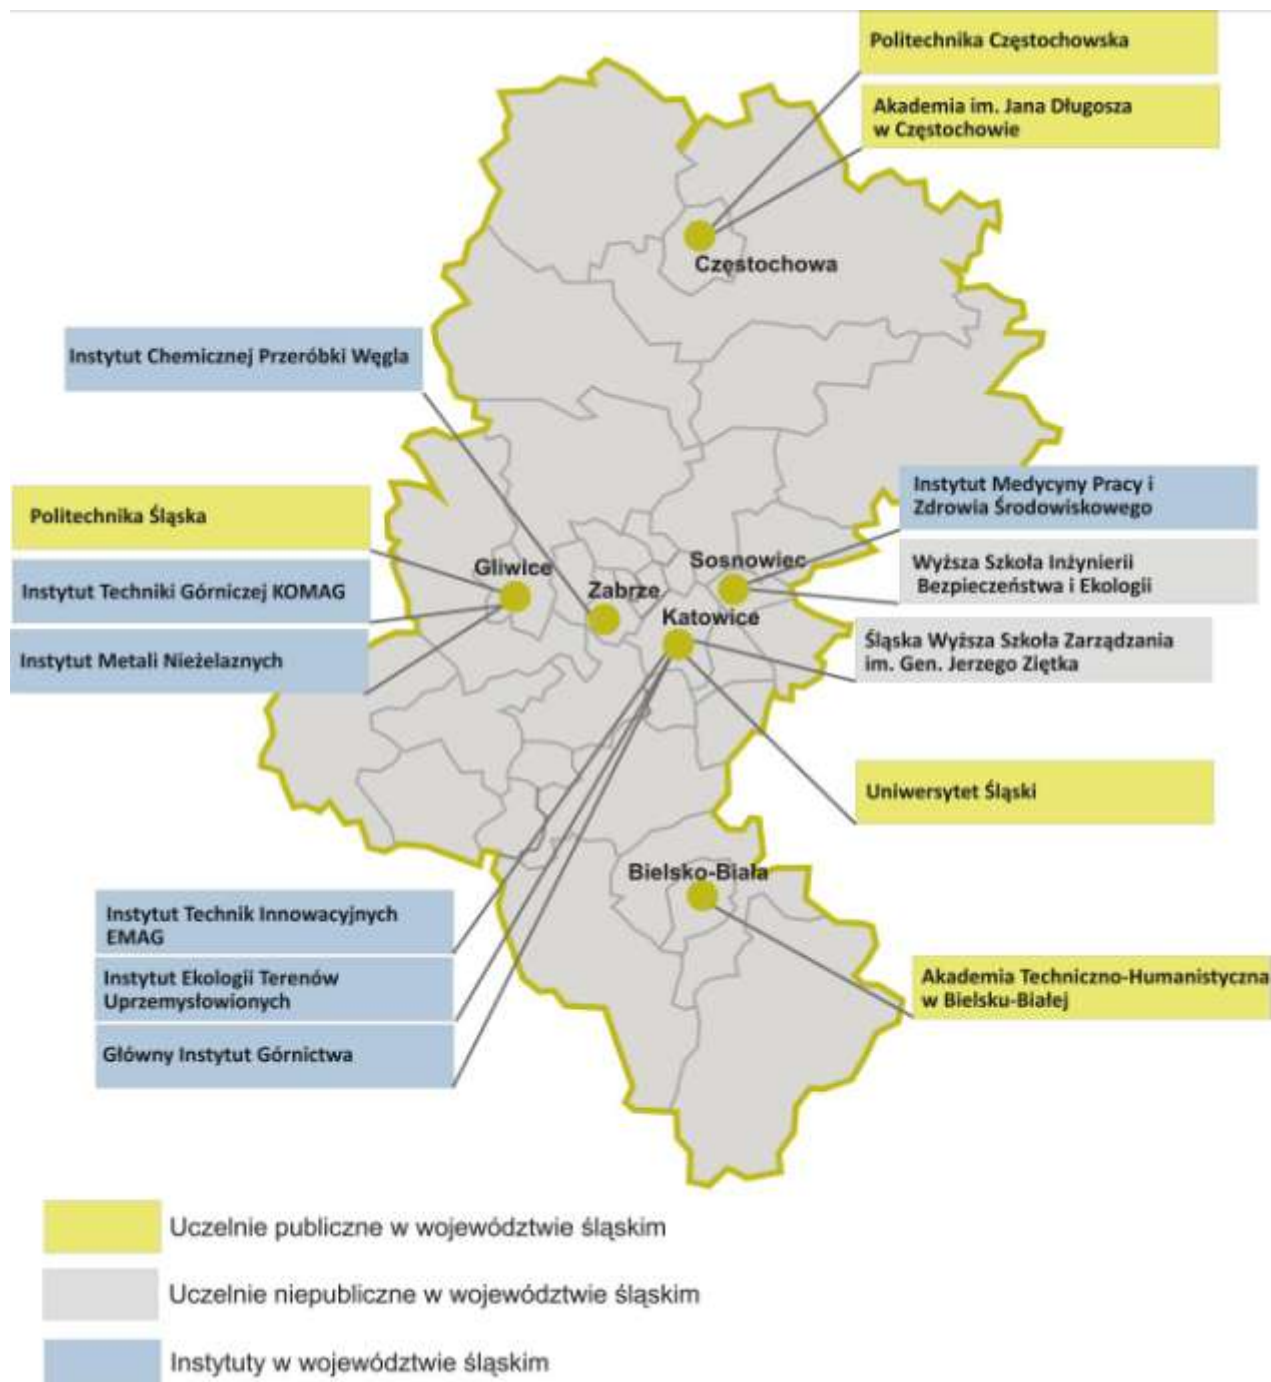 Politechnika Częstochowska
Akademia im. Jana Długosza
w Częstochowie
Częstochowa
Instytut Chemicznej Przeróbki Węgla
Instytut Medycyny Pracy i
Zdrowia Środowiskowego
Politechnika Śląska
Gliwice
Sosnowiec
Wyższa Szkoła Inżynierii
Bezpieczeństwa i Ekologii
Instytut Techniki Górniczej KOMAG
Zabrze
Katowice
Śląska Wyższa Szkoła Zarządzania
im. Gen. Jerzego Ziętka
Instytut Metali Nieżelaznych
Uniwersytet Śląski
Bielsko-Biała
Instytut Technik Innowacyjnych
EMAG
Instytut Ekologii Terenów
Uprzemysłowionych
Akademia Techniczno-Humanistyczna
w Bielsku-Białej
Główny Instytut Górnictwa
Uczelnie publiczne w województwie śląskim
Uczelnie niepubliczne w województwie śląskim
Instytuty w województwie śląskim